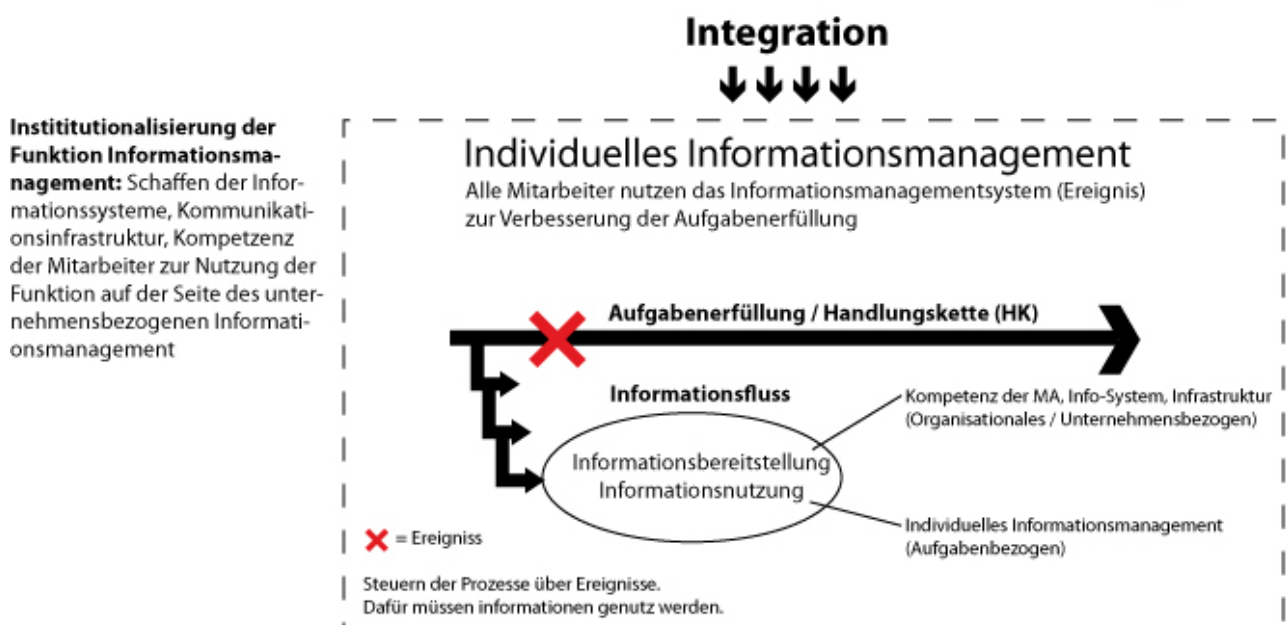 Integration
Instititutionalisierung der
Funktion Informationsma-
nagement: Schaffen der Infor-
mationssysteme, Kommunikati-
onsinfrastruktur, Kompetzenz
der Mitarbeiter zur Nutzung der
Funktion auf der Seite des unter-
nehmensbezogenen Informati-
onsmanagement
Individuelles Informationsmanagement
Alle Mitarbeiter nutzen das Informationsmanagementsystem (Ereignis)
zur Verbesserung der Aufgabenerfüllung
Aufgabenerfüllung / Handlungskette (HK)
Informationsfluss
Informationsbereitstellung
Informationsnutzung
Kompetenz der MA, Info-System, Infrastruktur
(Organisationales / Unternehmensbezogen)
Individuelles Informationsmanagement
(Aufgabenbezogen)
= Ereigniss
Steuern der Prozesse über Ereignisse.
Dafür müssen informationen genutz werden.